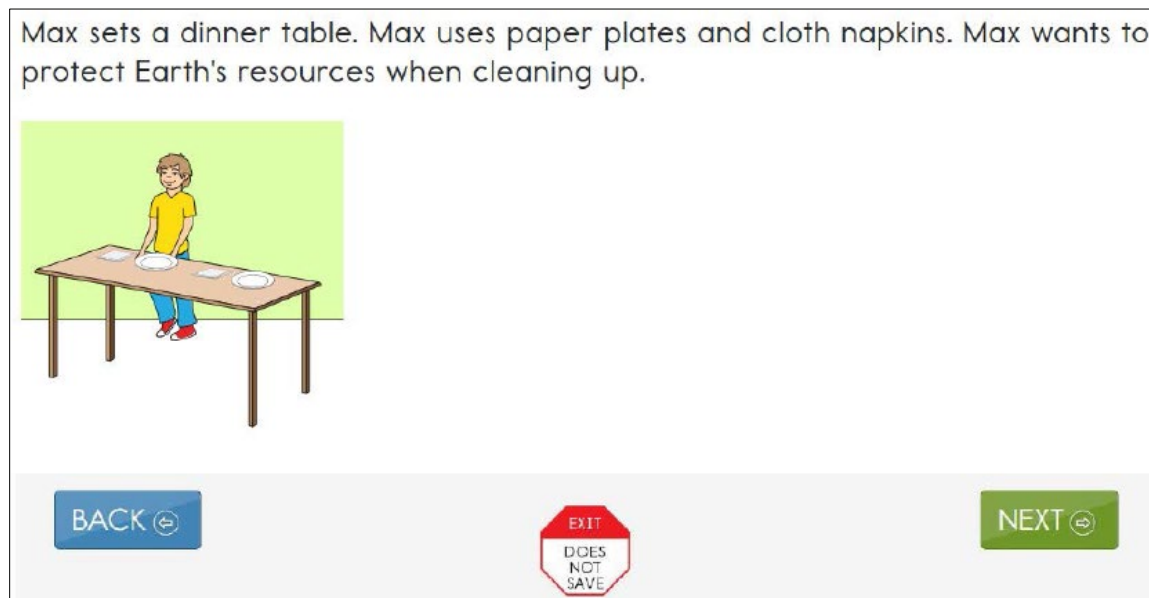 Max sets a dinner table. Max uses paper plates and cloth napkins. Max wants to
protect Earth's resources when cleaning up.
BACK
EXIT
DOES
NOT
SAVE
NEXT